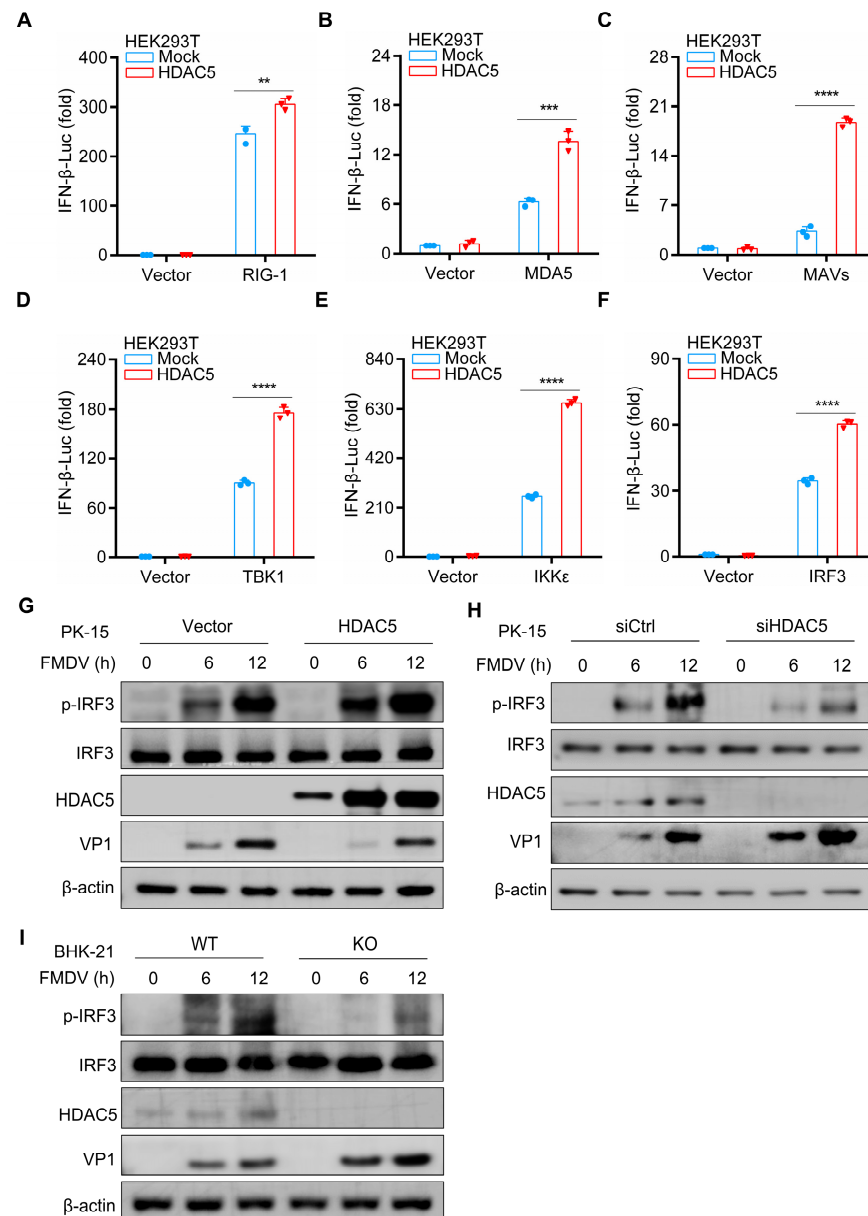 A
HEK293T
Mock
HDAC5
IFN-β-Luc (fold)
400
300
200
100
0
**
Vector
RIG-1
B
HEK293T
Mock
HDAC5
IFN-β-Luc (fold)
24
18
12
6
0
***
Vector
MDA5
C
HEK293T
Mock
HDAC5
IFN-β-Luc (fold)
28
21
14
7
0
****
Vector
MAVs
D
HEK293T
Mock
HDAC5
IFN-β-Luc (fold)
240
180
120
60
0
****
Vector
TBK1
E
HEK293T
Mock
HDAC5
IFN-β-Luc (fold)
840
630
420
210
0
****
Vector
IKKε
F
HEK293T
Mock
HDAC5
IFN-β-Luc (fold)
90
60
30
0
****
Vector
IRF3
G
PK-15 Vector HDAC5
FMDV (h) 0 6 12 0 6 12
p-IRF3
IRF3
HDAC5
VP1
β-actin
H
PK-15 siCtrl siHDAC5
FMDV (h) 0 6 12 0 6 12
p-IRF3
IRF3
HDAC5
VP1
β-actin
I
BHK-21 WT KO
FMDV (h) 0 6 12 0 6 12
p-IRF3
IRF3
HDAC5
VP1
β-actin